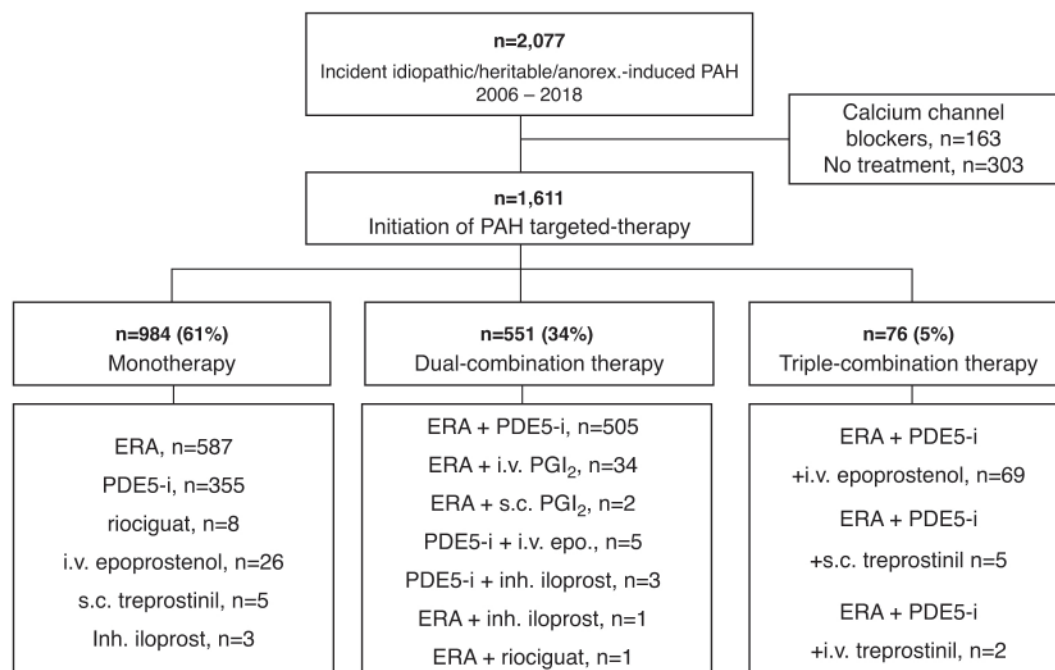 n=2,077
Incident idiopathic/heritable/anorex.-induced PAH
2006 – 2018
Calcium channel
blockers, n=163
No treatment, n=303
n=1,611
Initiation of PAH targeted-therapy
n=984 (61%)
Monotherapy
n=551 (34%)
Dual-combination therapy
n=76 (5%)
Triple-combination therapy
ERA, n=587
PDE5-i, n=355
riociguat, n=8
i.v. epoprostenol, n=26
s.c. treprostinil, n=5
Inh. iloprost, n=3
ERA + PDE5-i, n=505
ERA + i.v. PGI₂, n=34
ERA + s.c. PGI₂, n=2
PDE5-i + i.v. epo., n=5
PDE5-i + inh. iloprost, n=3
ERA + inh. iloprost, n=1
ERA + riociguat, n=1
ERA + PDE5-i
+i.v. epoprostenol, n=69
ERA + PDE5-i
+s.c. treprostinil n=5
ERA + PDE5-i
+i.v. treprostinil, n=2